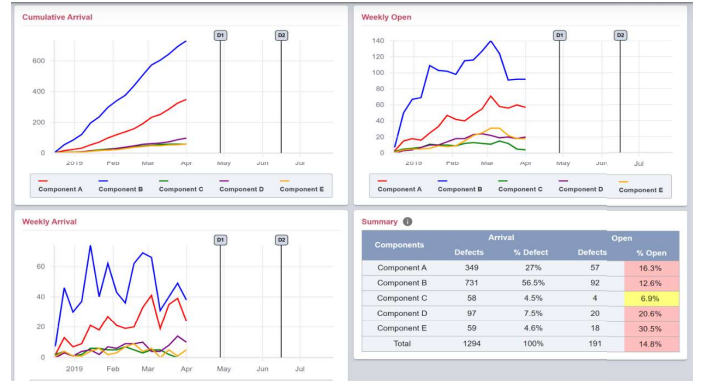 Cumulative Arrival
D1 D2
600
400
200
0
2019 Feb Mar Apr May Jun Jul
Component A Component B Component C Component D Component E
Weekly Open
D1 D2
140
120
100
80
60
40
20
0
2019 Feb Mar Apr May Jun Jul
Component A Component B Component C Component D Component E
Weekly Arrival
D1 D2
60
40
20
0
2019 Feb Mar Apr May Jun Jul
Summary i
Components Arrival Open
Defects % Defect Defects % Open
Component A 349 27% 57 16.3%
Component B 731 56.5% 92 12.6%
Component C 58 4.5% 4 6.9%
Component D 97 7.5% 20 20.6%
Component E 59 4.6% 18 30.5%
Total 1294 100% 191 14.8%